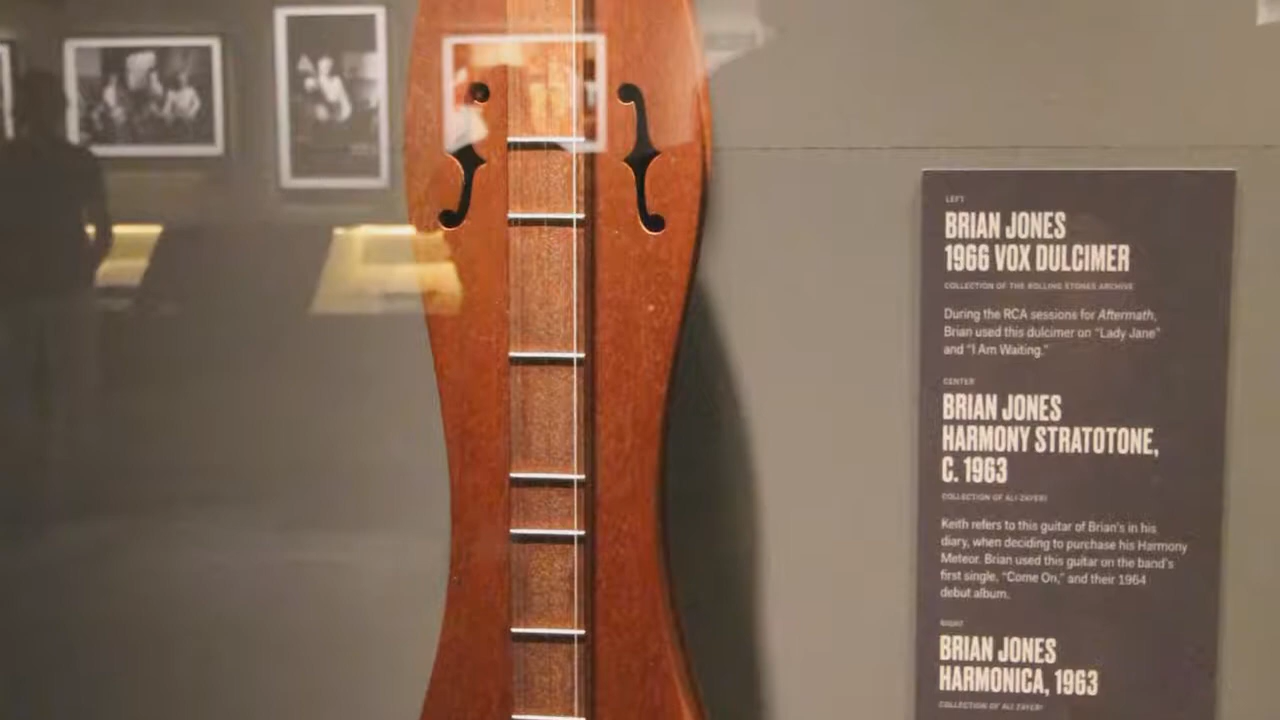 LEFT
BRIAN JONES
1966 VOX DULCIMER
COLLECTION OF THE ROLLING STONES ARCHIVE
During the RCA sessions for Aftermath,
Brian used this dulcimer on “Lady Jane”
and “I Am Waiting.”
CENTER
BRIAN JONES
HARMONY STRATOTONE,
C. 1963
COLLECTION OF ALI ZAYERI
Keith refers to this guitar of Brian's in his
diary, when deciding to purchase his Harmony
Meteor. Brian used this guitar on the band's
first single, “Come On,” and their 1964
debut album.
RIGHT
BRIAN JONES
HARMONICA, 1963
COLLECTION OF ALI ZAYERI